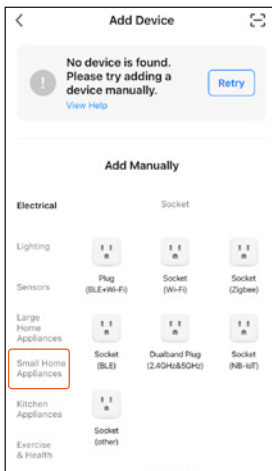 Add Device
No device is found.
Please try adding a
device manually.
View Help
Retry
Add Manually
Electrical
Socket
Lighting
Sensors
Large
Home
Appliances
Small Home
Appliances
Kitchen
Appliances
Exercise
& Health
Plug
(BLE+Wi-Fi)
Socket
(Wi-Fi)
Socket
(Zigbee)
Socket
(BLE)
Dualband Plug
(2.4GHz&5GHz)
Socket
(NB-IoT)
Socket
(other)